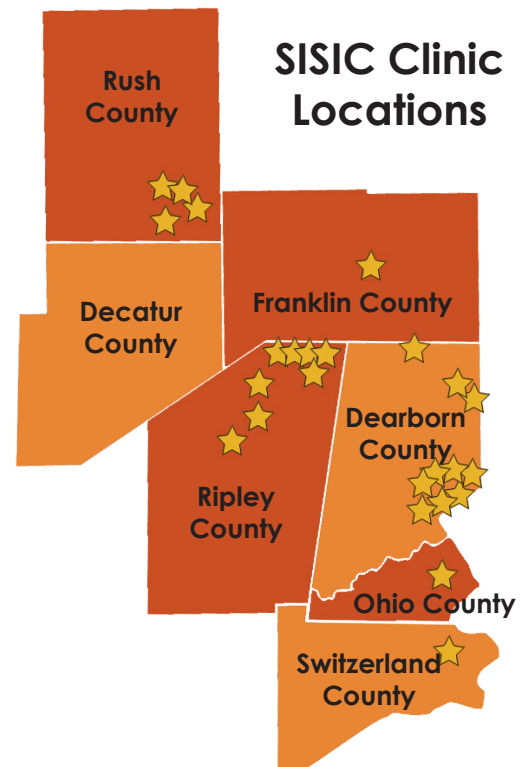 SISIC Clinic
Locations
Rush
County
Franklin County
Decatur
County
Dearborn
County
Ripley
County
Ohio County
Switzerland
County